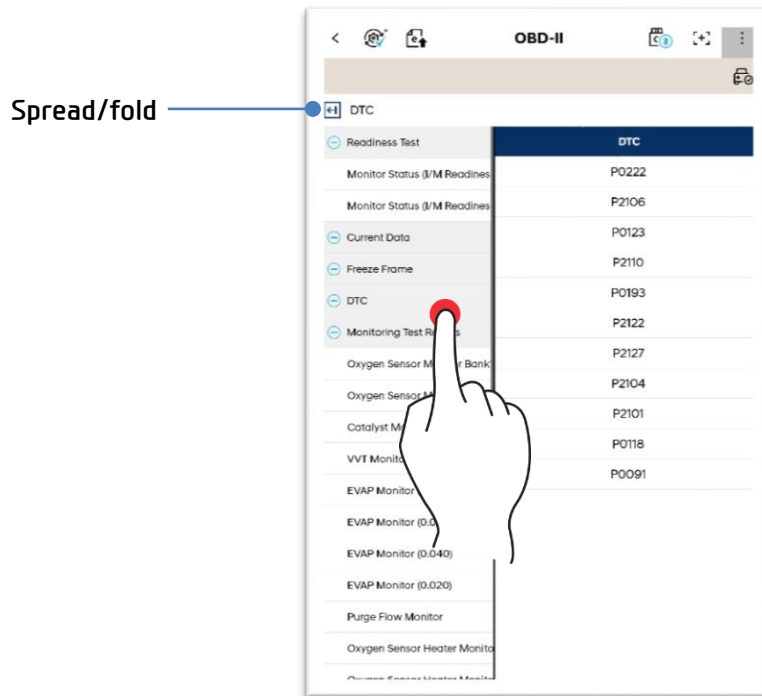 OBD-II
Spread/fold
DTC
Readiness Test
DTC
Monitor Status (I/M Readines
P0222
Monitor Status (I/M Readines
P2106
Current Data
P0123
Freeze Frame
P2110
DTC
P0193
Monitoring Test R s
P2122
Oxygen Sensor M r Bank
P2127
Oxygen Sensor M
P2104
Catalyst M
P2101
VVT Monito
P0118
EVAP Monitor
P0091
EVAP Monitor (0.0
EVAP Monitor (0.040)
EVAP Monitor (0.020)
Purge Flow Monitor
Oxygen Sensor Heater Monito